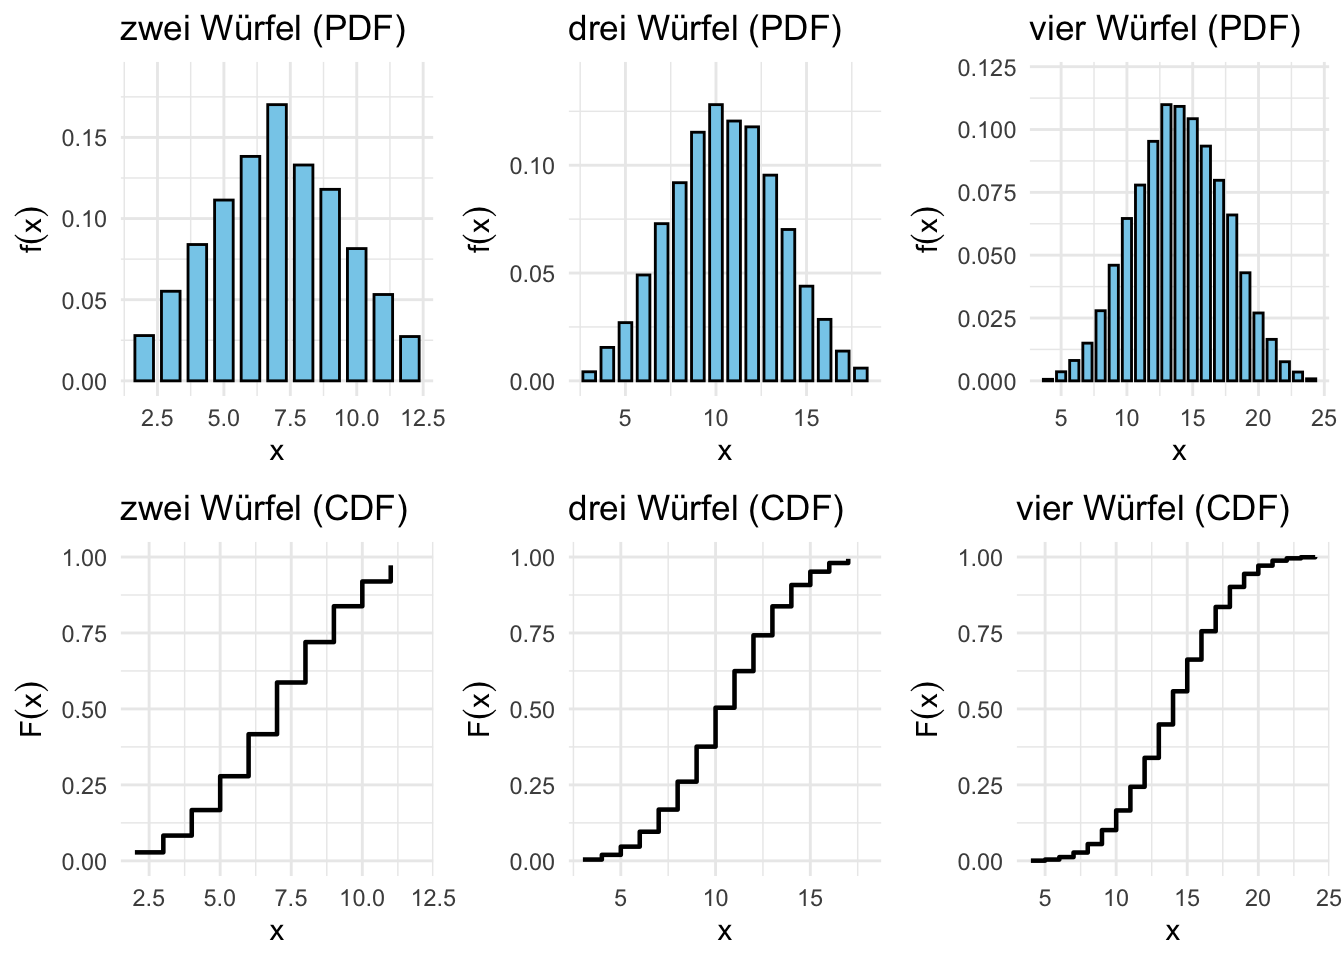 zwei Würfel (PDF)
f(x)
0.15
0.10
0.05
0.00
2.5 5.0 7.5 10.0 12.5
x
drei Würfel (PDF)
f(x)
0.10
0.05
0.00
5 10 15
x
vier Würfel (PDF)
f(x)
0.125
0.100
0.075
0.050
0.025
0.000
5 10 15 20 25
x
zwei Würfel (CDF)
F(x)
1.00
0.75
0.50
0.25
0.00
2.5 5.0 7.5 10.0 12.5
x
drei Würfel (CDF)
F(x)
1.00
0.75
0.50
0.25
0.00
5 10 15
x
vier Würfel (CDF)
F(x)
1.00
0.75
0.50
0.25
0.00
5 10 15 20 25
x